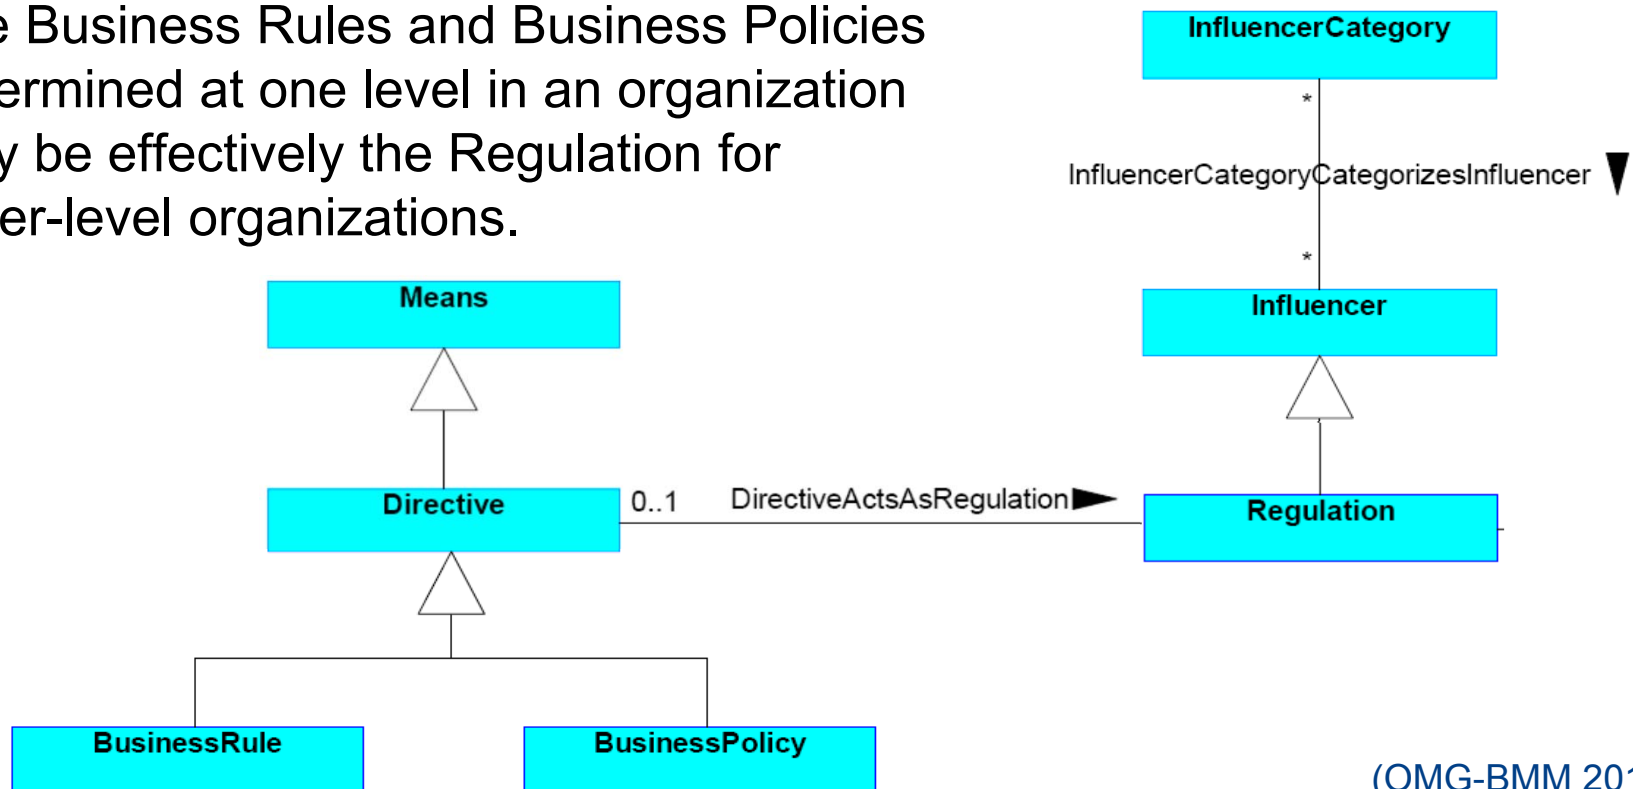 e Business Rules and Business Policies
ermined at one level in an organization
y be effectively the Regulation for
er-level organizations.
InfluencerCategory
*
InfluencerCategoryCategorizesInfluencer
*
Means
Influencer
Directive
0..1 DirectiveActsAsRegulation
Regulation
BusinessRule
BusinessPolicy
(OMG-BMM 201